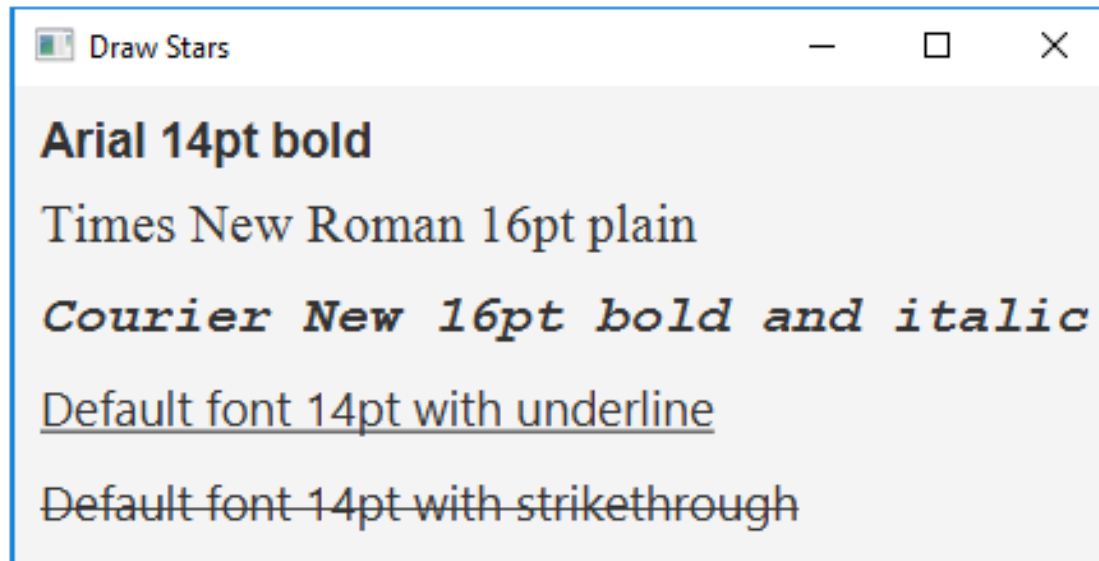 Draw Stars
Arial 14pt bold
Times New Roman 16pt plain
Courier New 16pt bold and italic
Default font 14pt with underline
Default font 14pt with strikethrough